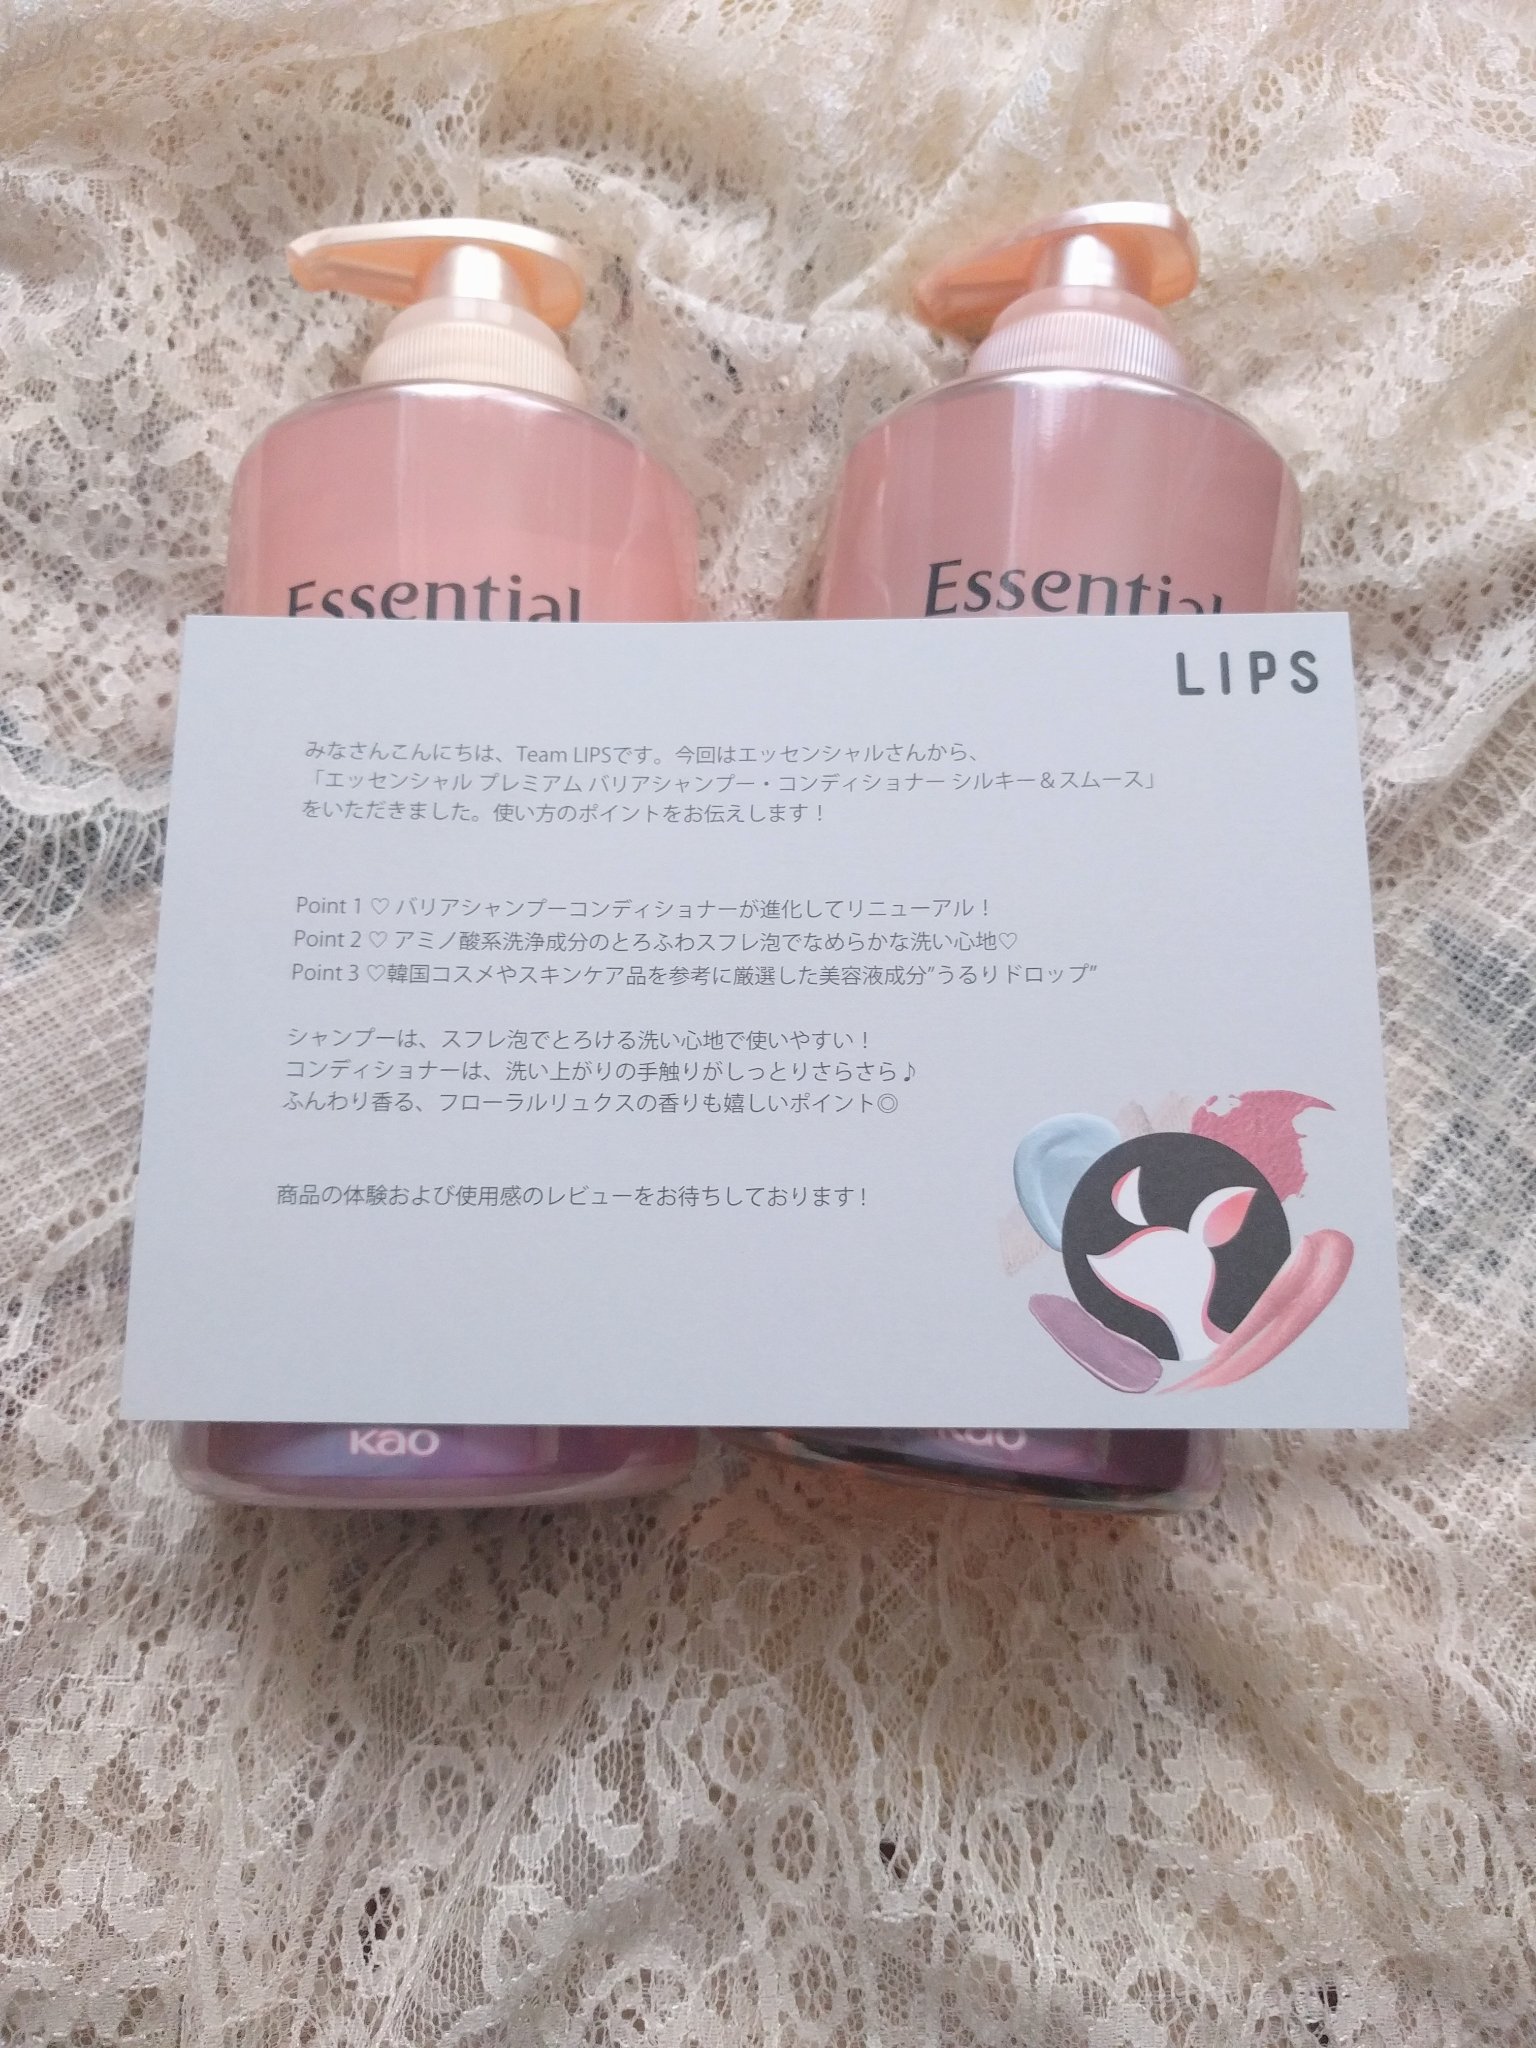 Essential
Essential
LIPS
みなさんこんにちは、Team LIPSです。今回はエッセンシャルさんから、
「エッセンシャル プレミアム バリアシャンプー・コンディショナー シルキー＆スムース」
をいただきました。使い方のポイントをお伝えします！
Point 1 ♡ バリアシャンプーコンディショナーが進化してリニューアル！
Point 2 ♡ アミノ酸系洗浄成分のとろふわスフレ泡でなめらかな洗い心地♡
Point 3 ♡韓国コスメやスキンケア品を参考に厳選した美容液成分”うるりドロップ”
シャンプーは、スフレ泡でとろける洗い心地で使いやすい！
コンディショナーは、洗い上がりの手触りがしっとりさらさら♪
ふんわり香る、フローラルリュクスの香りも嬉しいポイント◎
商品の体験および使用感のレビューをお待ちしております！
Kao
Kao